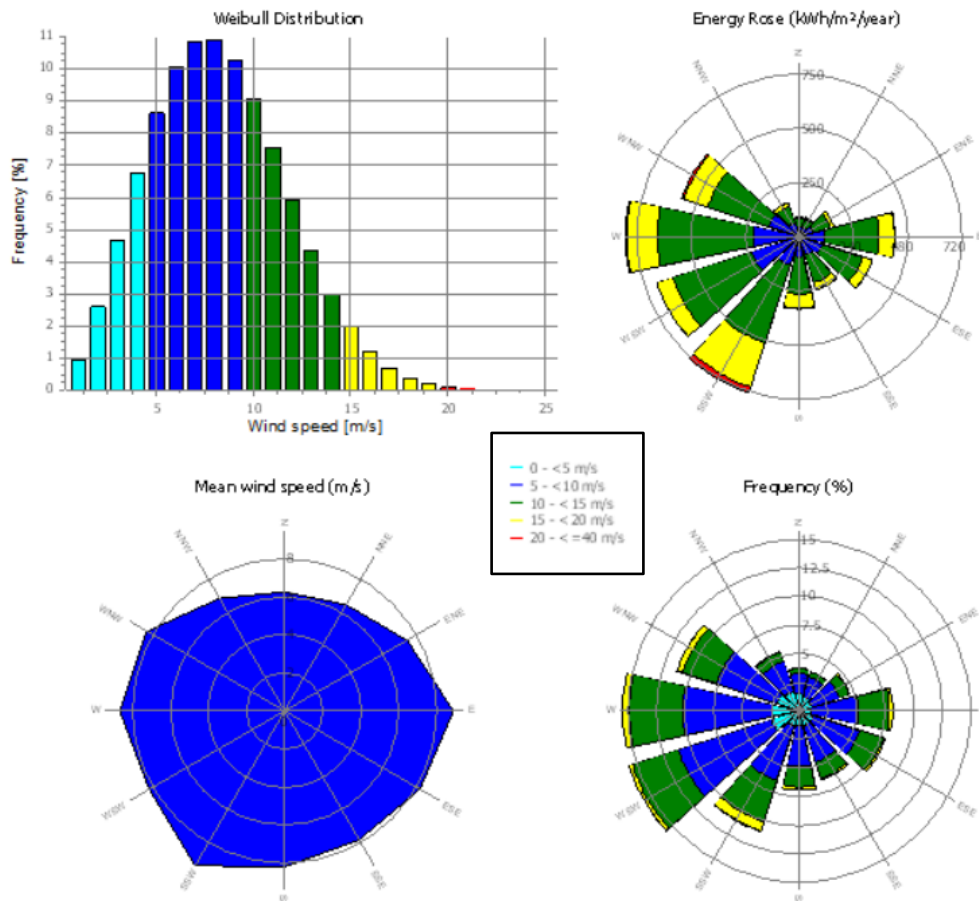 Weibull Distribution
Frequency [%]
11
10
9
8
7
6
5
4
3
2
1
0
5
10
15
20
25
Wind speed [m/s]
Energy Rose (kWh/m²/year)
N
NNE
ENE
ESE
SSE
S
SSW
WSW
W
WNW
NNW
750
500
250
720
0 - <5 m/s
5 - <10 m/s
10 - <15 m/s
15 - <20 m/s
20 - < =40 m/s
Mean wind speed (m/s)
N
NNE
ENE
E
ESE
SSE
S
SSW
WSW
W
WNW
NNW
8
Frequency (%)
N
NNE
ENE
E
ESE
SSE
S
SSW
WSW
W
WNW
NNW
15
12.5
10
7.5
5